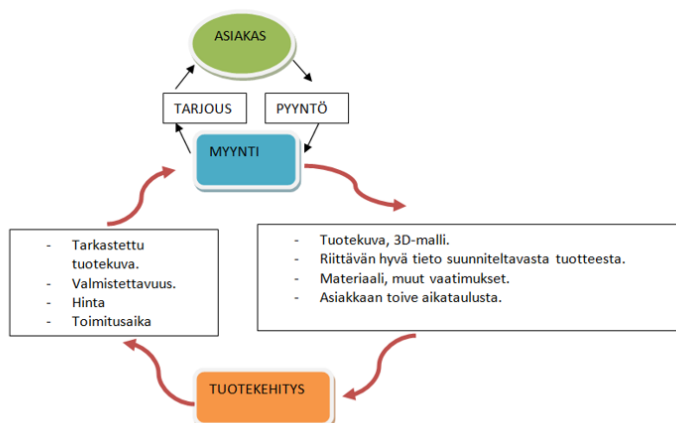 ASIAKAS
TARJOUS
PYYNTÖ
MYYNTI
- Tarkastettu
tuotekuva.
- Valmistettavuus.
- Hinta
- Toimitusaika
- Tuotekuva, 3D-malli.
- Riittävän hyvä tieto suunniteltavasta tuotteesta.
- Materiaali, muut vaatimukset.
- Asiakkaan toive aikataulusta.
TUOTEKEHITYS